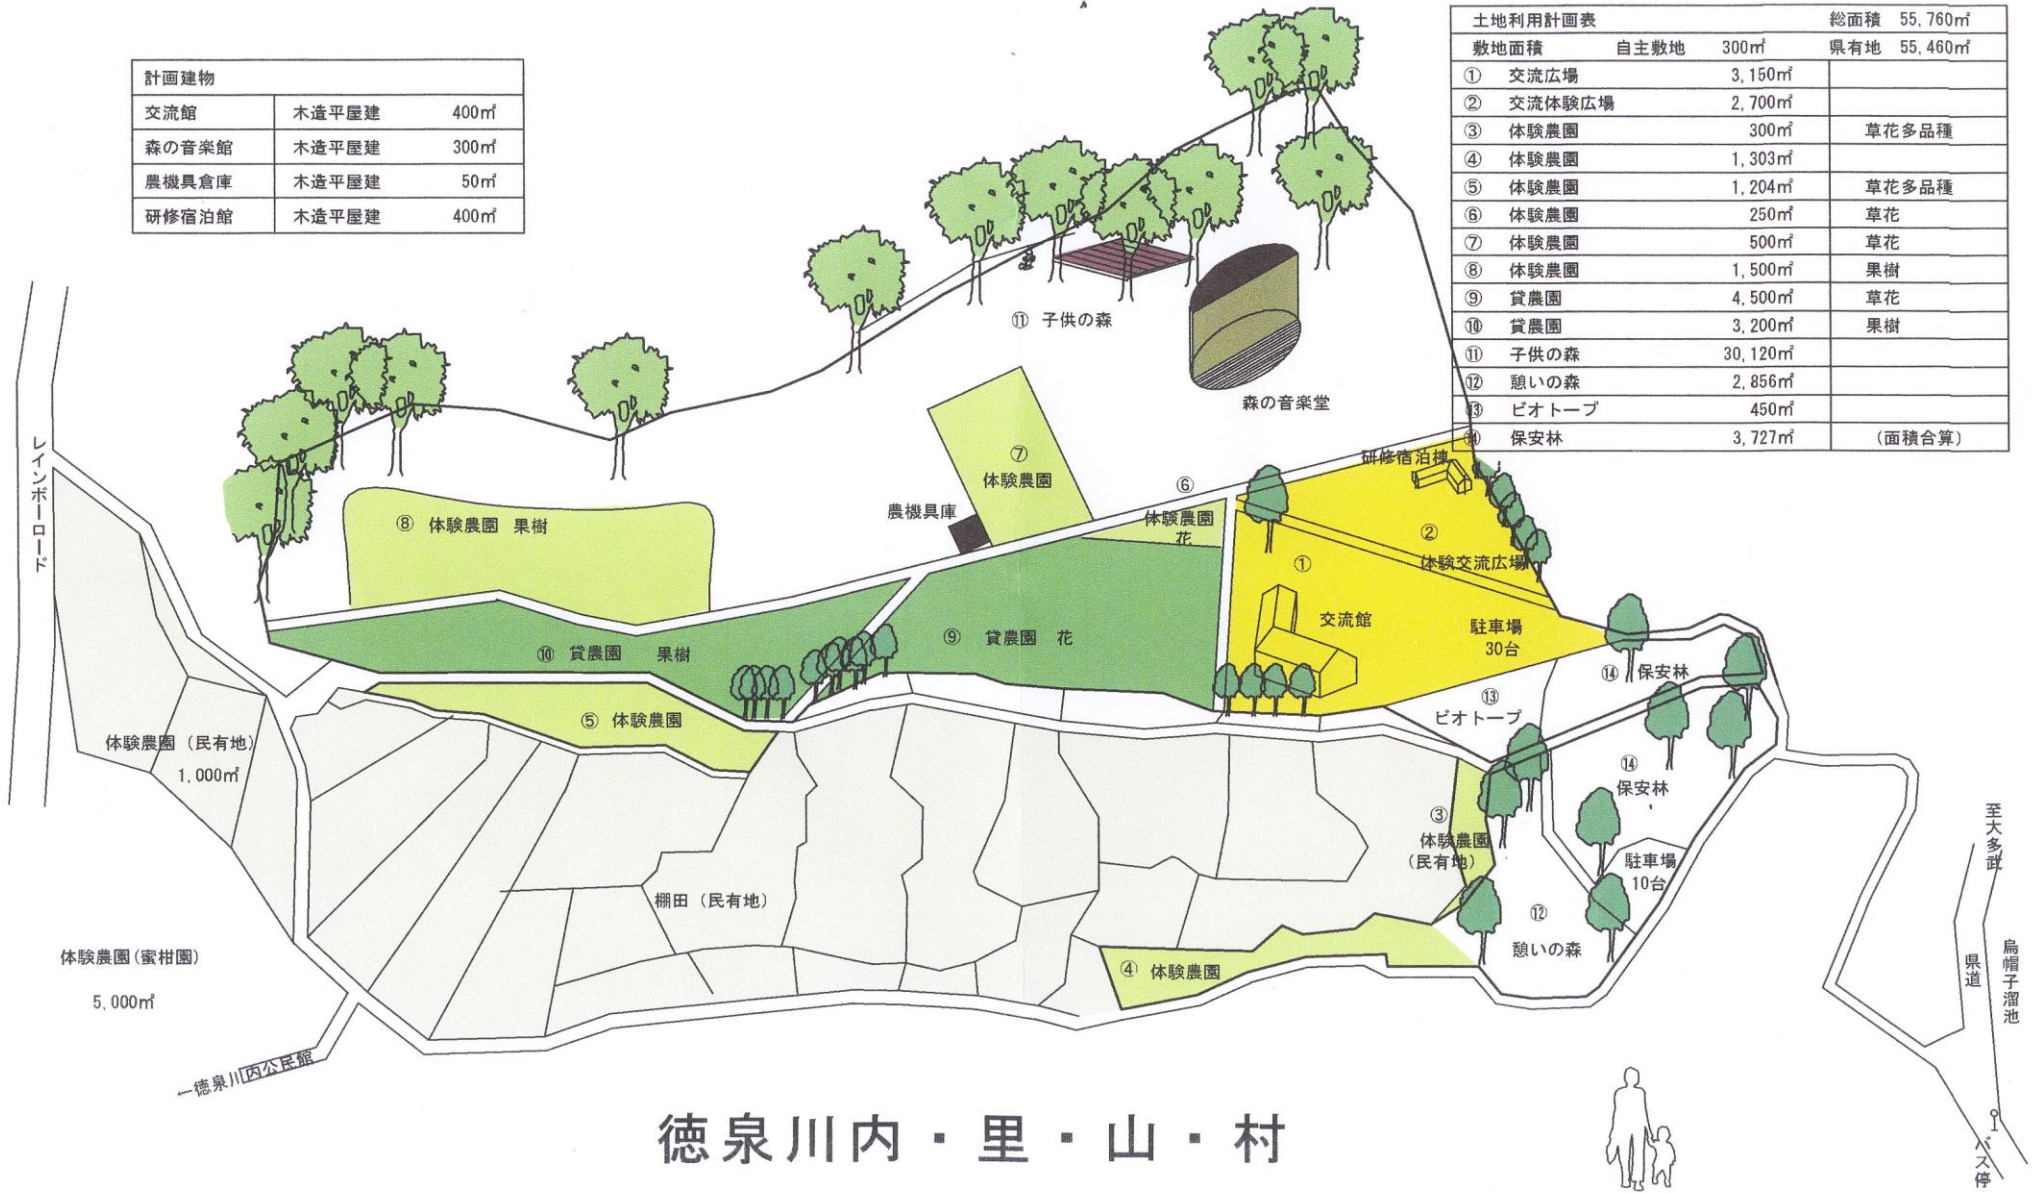 計画建物
交流館 木造平屋建 400㎡
森の音楽館 木造平屋建 300㎡
農機具倉庫 木造平屋建 50㎡
研修宿泊館 木造平屋建 400㎡
土地利用計画表 総面積 55,760㎡
敷地面積 自主敷地 300㎡ 県有地 55,460㎡
① 交流広場 3,150㎡
② 交流体験広場 2,700㎡
③ 体験農園 300㎡ 草花多品種
④ 体験農園 1,303㎡
⑤ 体験農園 1,204㎡ 草花多品種
⑥ 体験農園 250㎡ 草花
⑦ 体験農園 500㎡ 草花
⑧ 体験農園 1,500㎡ 果樹
⑨ 貸農園 4,500㎡ 草花
⑩ 貸農園 3,200㎡ 果樹
⑪ 子供の森 30,120㎡
⑫ 憩いの森 2,856㎡
⑬ ビオトープ 450㎡
⑭ 保安林 3,727㎡ (面積合算)
⑪ 子供の森
森の音楽堂
レインボーロード
⑦
体験農園
研修宿泊棟
⑥
体験農園
花
農機具庫
⑧ 体験農園 果樹
②
体験交流広場
①
交流館
駐車場
30台
⑨ 貸農園 花
⑩ 貸農園 果樹
⑭ 保安林
⑬
ビオトープ
⑤ 体験農園
体験農園(民有地)
1,000㎡
⑭
保安林
③
体験農園
(民有地)
駐車場
10台
棚田(民有地)
⑫
憩いの森
④ 体験農園
体験農園(蜜柑園)
5,000㎡
至大多武
県道
烏帽子溜池
バス停
←徳泉川内公民館
徳泉川内・里・山・村